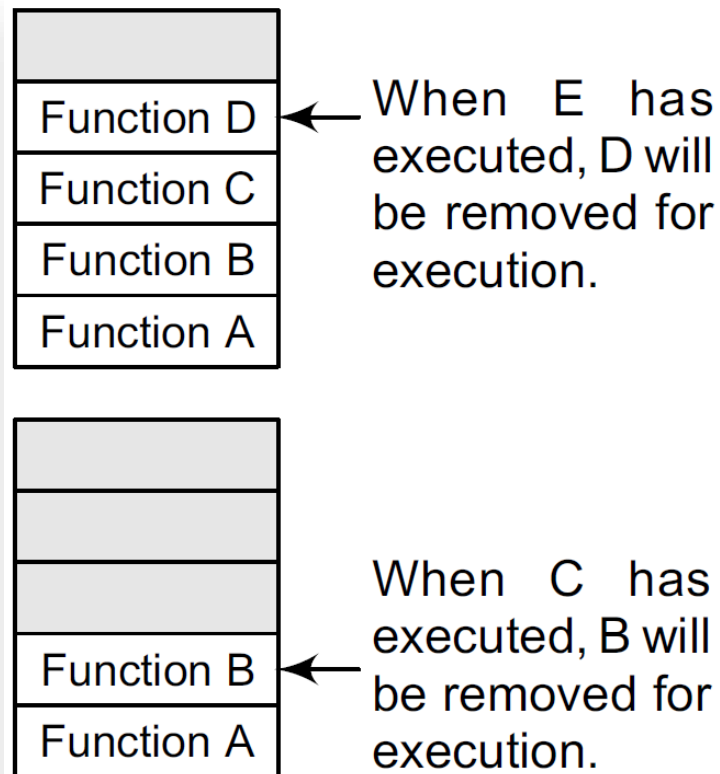 Function D
Function C
Function B
Function A
When E has
executed, D will
be removed for
execution.
Function B
Function A
When C has
executed, B will
be removed for
execution.